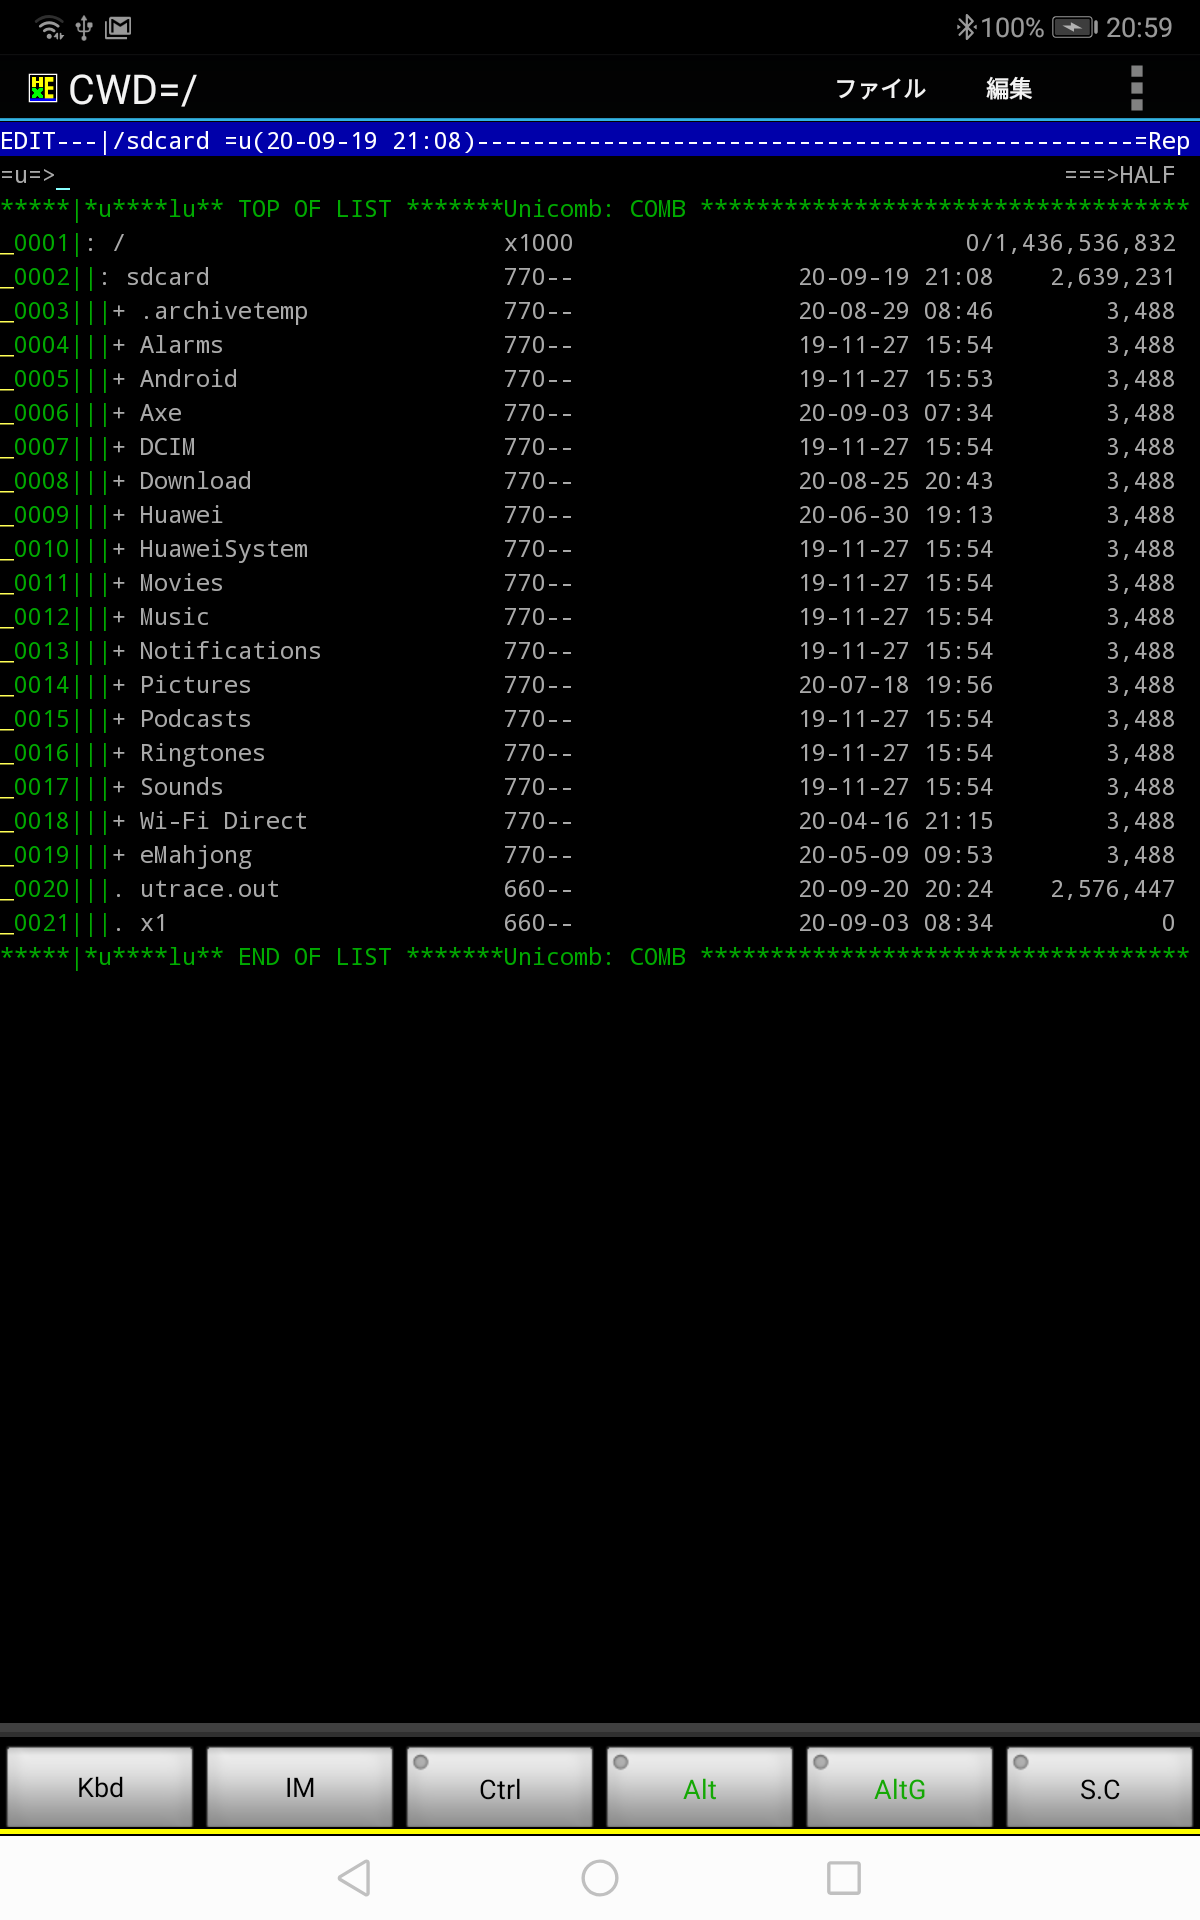 100% 20:59
HEXE CWD=/ ファイル 編集
EDIT---|/sdcard =u(20-09-19 21:08)-----------------------------------------------=Rep
=u=>_ ===>HALF
*****|*u****lu** TOP OF LIST *******Unicomb: COMB ***********************************
_0001|: / x1000 0/1,436,536,832
_0002||: sdcard 770-- 20-09-19 21:08 2,639,231
_0003|||+ .archivetemp 770-- 20-08-29 08:46 3,488
_0004|||+ Alarms 770-- 19-11-27 15:54 3,488
_0005|||+ Android 770-- 19-11-27 15:53 3,488
_0006|||+ Axe 770-- 20-09-03 07:34 3,488
_0007|||+ DCIM 770-- 19-11-27 15:54 3,488
_0008|||+ Download 770-- 20-08-25 20:43 3,488
_0009|||+ Huawei 770-- 20-06-30 19:13 3,488
_0010|||+ HuaweiSystem 770-- 19-11-27 15:54 3,488
_0011|||+ Movies 770-- 19-11-27 15:54 3,488
_0012|||+ Music 770-- 19-11-27 15:54 3,488
_0013|||+ Notifications 770-- 19-11-27 15:54 3,488
_0014|||+ Pictures 770-- 20-07-18 19:56 3,488
_0015|||+ Podcasts 770-- 19-11-27 15:54 3,488
_0016|||+ Ringtones 770-- 19-11-27 15:54 3,488
_0017|||+ Sounds 770-- 19-11-27 15:54 3,488
_0018|||+ Wi-Fi Direct 770-- 20-04-16 21:15 3,488
_0019|||+ eMahjong 770-- 20-05-09 09:53 3,488
_0020|||. utrace.out 660-- 20-09-20 20:24 2,576,447
_0021|||. x1 660-- 20-09-03 08:34 0
*****|*u****lu** END OF LIST *******Unicomb: COMB ***********************************
Kbd IM Ctrl Alt AltG S.C